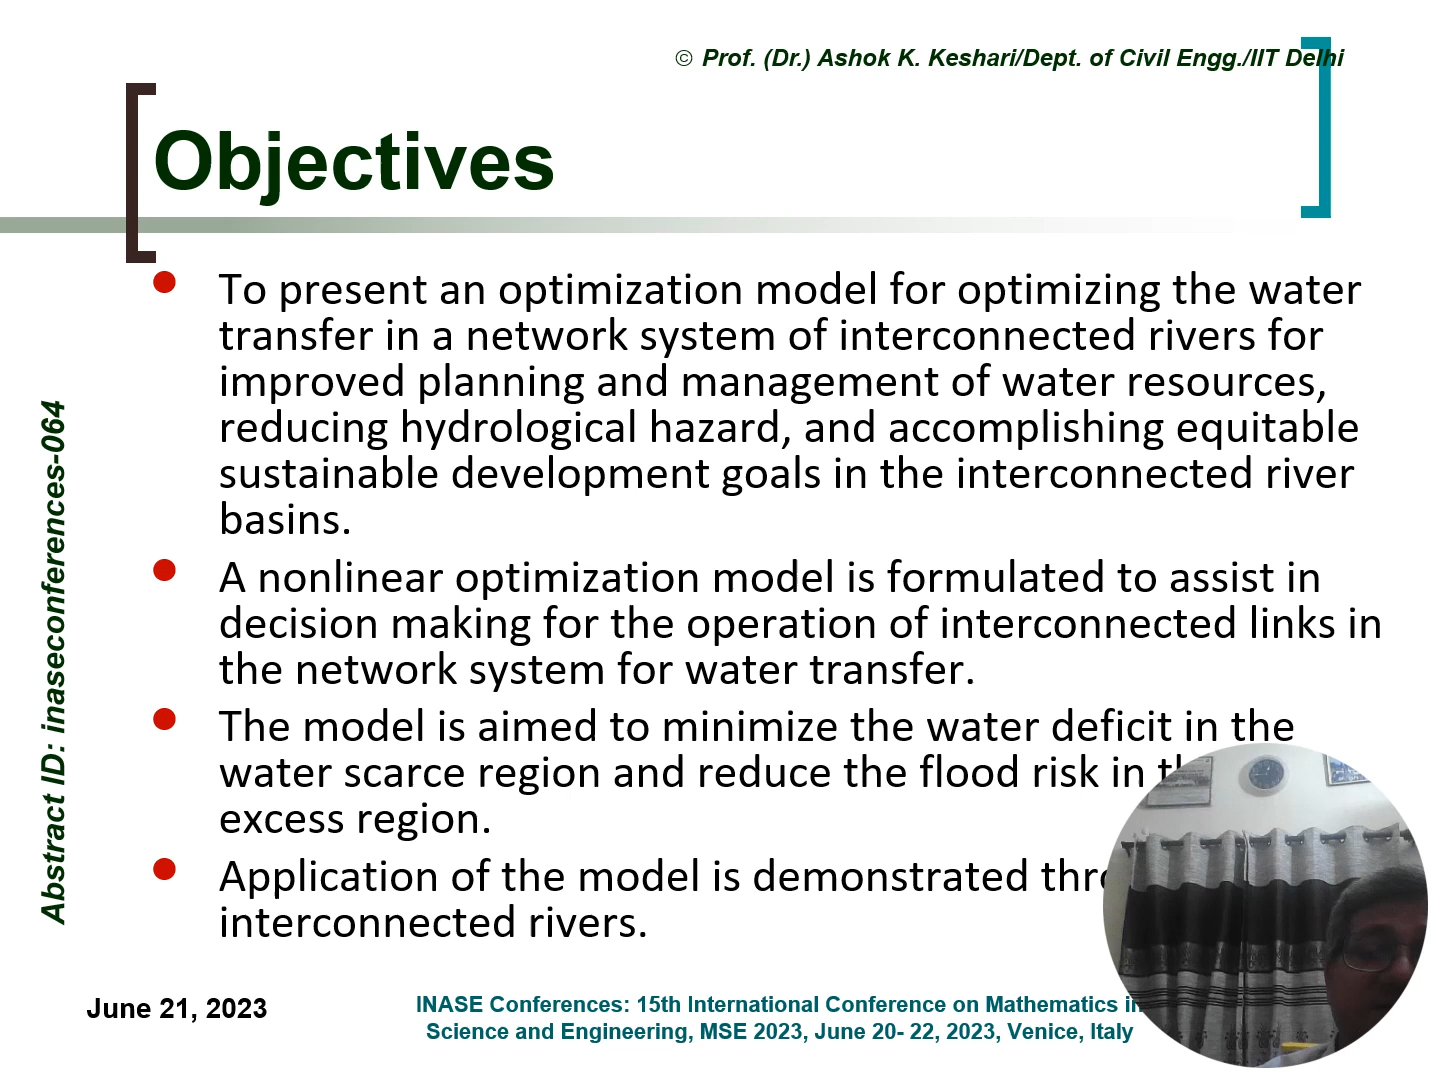 © Prof. (Dr.) Ashok K. Keshari/Dept. of Civil Engg./IIT Delhi
Objectives
To present an optimization model for optimizing the water
transfer in a network system of interconnected rivers for
improved planning and management of water resources,
reducing hydrological hazard, and accomplishing equitable
sustainable development goals in the interconnected river
basins.
A nonlinear optimization model is formulated to assist in
decision making for the operation of interconnected links in
the network system for water transfer.
The model is aimed to minimize the water deficit in the
water scarce region and reduce the flood risk in
excess region.
Application of the model is demonstrated
interconnected rivers.
Abstract ID: inaseconferences-064
June 21, 2023
INASE Conferences: 15th International Conference on Mathematics in
Science and Engineering, MSE 2023, June 20- 22, 2023, Venice, Italy